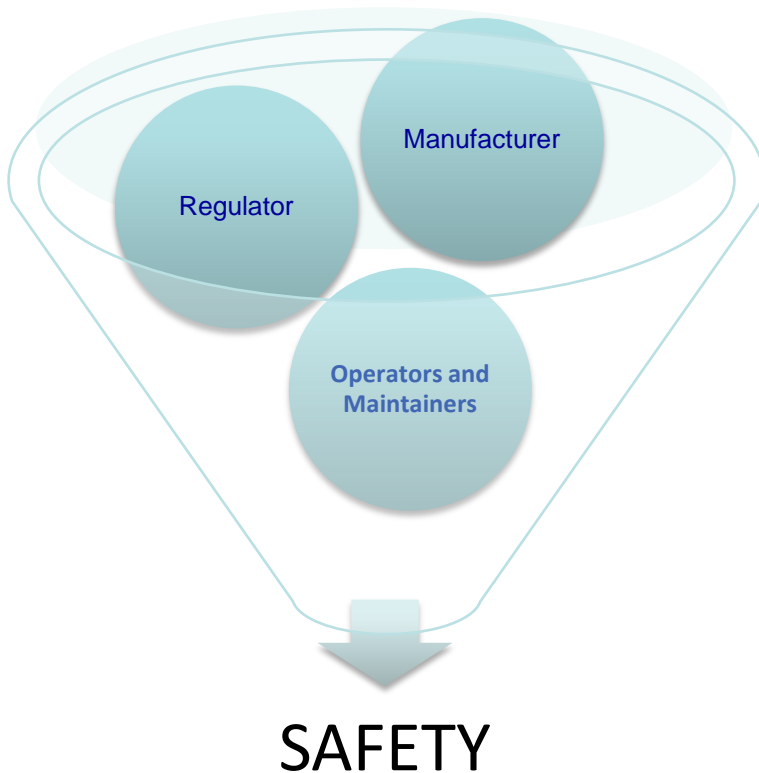 Manufacturer
Regulator
Operators and
Maintainers
SAFETY